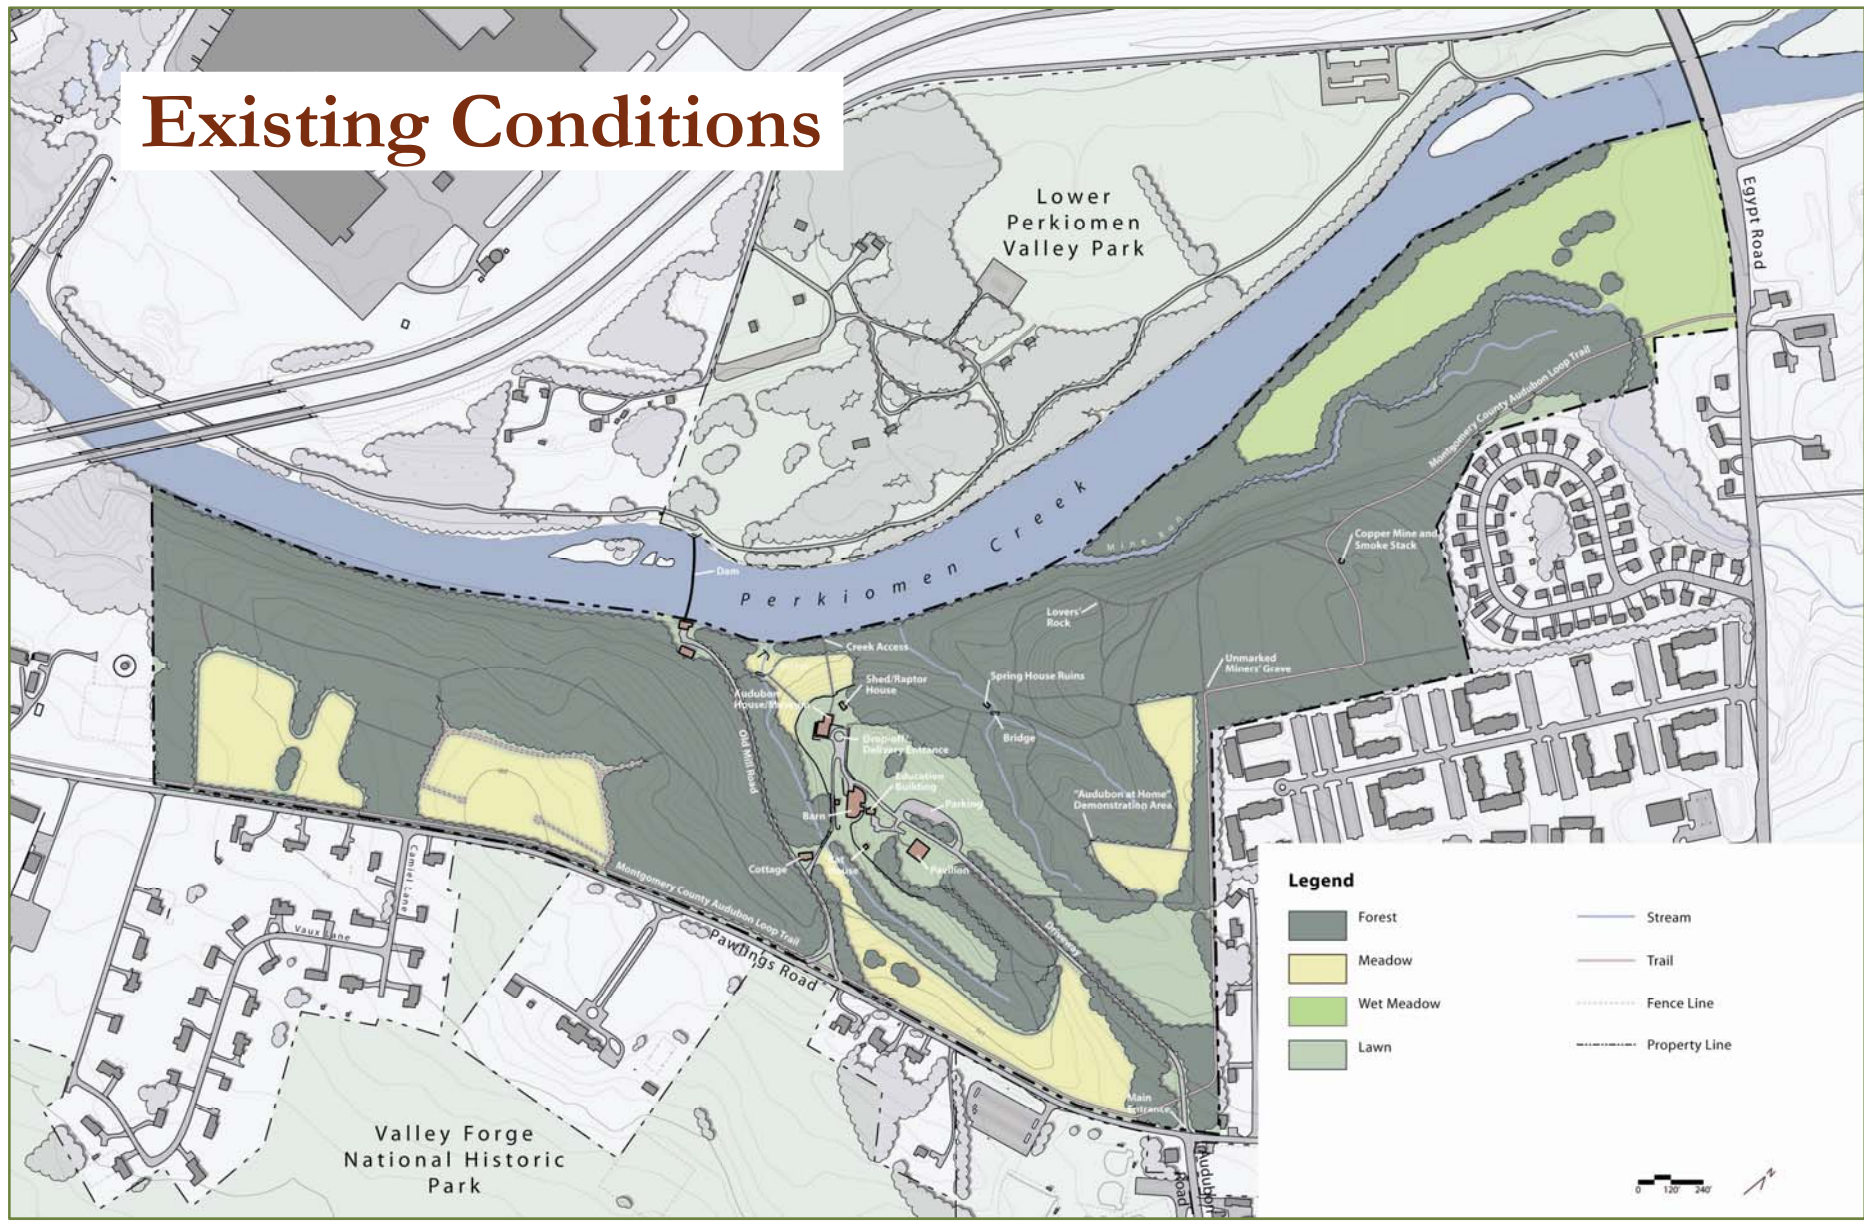 Existing Conditions
Lower
Perkiomen
Valley Park
Egypt Road
Montgomery County Audubon Loop Trail
Perkiomen Creek
Mine Run
Copper Mine and
Smoke Stack
Dam
Lovers'
Rock
Creek Access
Unmarked
Miners' Grave
Shed/Raptor
House
Spring House Ruins
Audubon
House/Museum
Old Mill Road
Drop-off/
Delivery Entrance
Bridge
Education
Building
"Audubon at Home"
Demonstration Area
Parking
Barn
Cottage
House
Pavilion
Montgomery County Audubon Loop Trail
Camiel Lane
Vaux Lane
Pawlings Road
Driveway
Main
Entrance
Audubon
Road
Valley Forge
National Historic
Park
Legend
Forest
Meadow
Wet Meadow
Lawn
Stream
Trail
Fence Line
Property Line
0 120' 240'
N